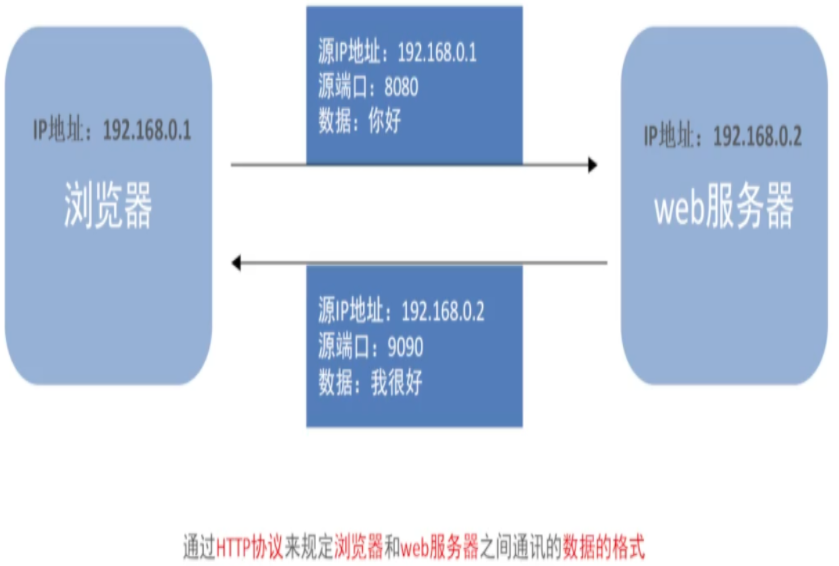 源IP地址：192.168.0.1
源端口：8080
数据：你好
IP地址：192.168.0.1
浏览器
IP地址：192.168.0.2
web服务器
源IP地址：192.168.0.2
源端口：9090
数据：我很好
通过HTTP协议来规定浏览器和web服务器之间通讯的数据的格式